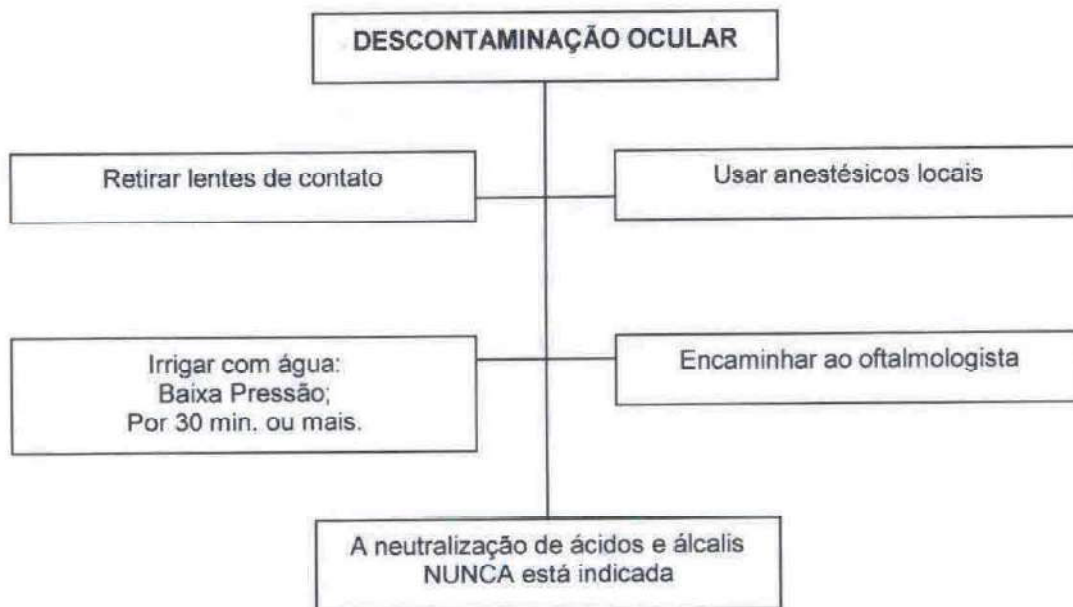 DESCONTAMINAÇÃO OCULAR
Retirar lentes de contato
Usar anestésicos locais
Irrigar com água:
Baixa Pressão;
Por 30 min. ou mais.
Encaminhar ao oftalmologista
A neutralização de ácidos e álcalis
NUNCA está indicada